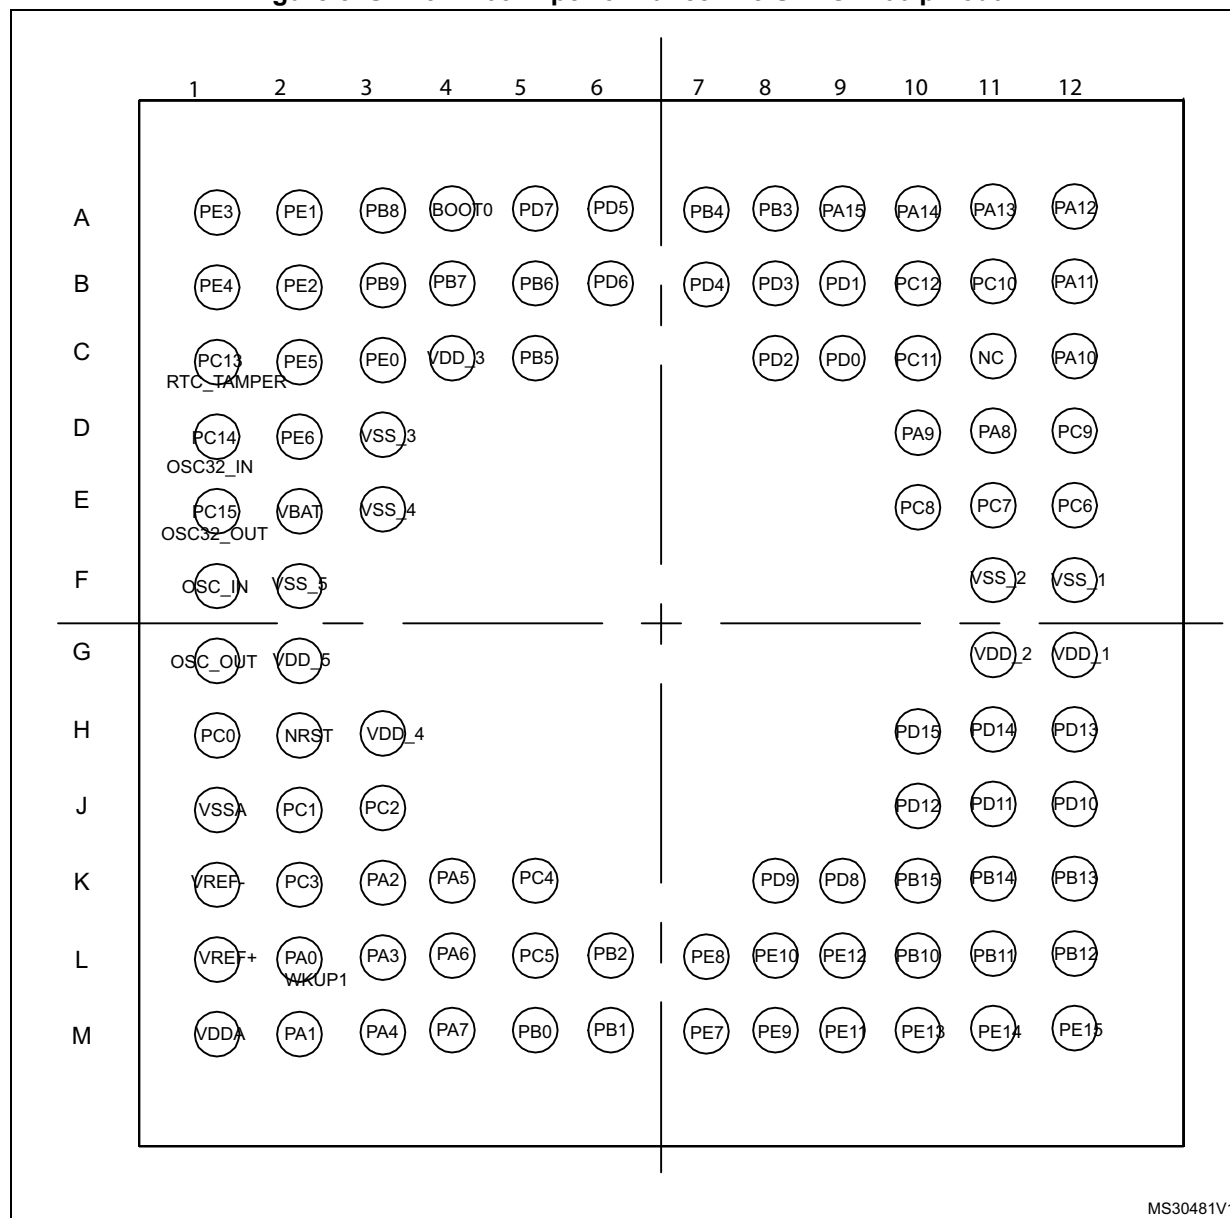 1 2 3 4 5 6 7 8 9 10 11 12
A PE3 PE1 PB8 BOOT0 PD7 PD5 PB4 PB3 PA15 PA14 PA13 PA12
B PE4 PE2 PB9 PB7 PB6 PD6 PD4 PD3 PD1 PC12 PC10 PA11
C PC13 PE5 PE0 VDD_3 PB5 PD2 PD0 PC11 NC PA10
RTC_TAMPER
D PC14 PE6 VSS_3 PA9 PA8 PC9
OSC32_IN
E PC15 VBAT VSS_4 PC8 PC7 PC6
OSC32_OUT
F OSC_IN VSS_5 VSS_2 VSS_1
G OSC_OUT VDD_5 VDD_2 VDD_1
H PC0 NRST VDD_4 PD15 PD14 PD13
J VSSA PC1 PC2 PD12 PD11 PD10
K VREF- PC3 PA2 PA5 PC4 PD9 PD8 PB15 PB14 PB13
L VREF+ PA0 PA3 PA6 PC5 PB2 PE8 PE10 PE12 PB10 PB11 PB12
WKUP1
M VDDA PA1 PA4 PA7 PB0 PB1 PE7 PE9 PE11 PE13 PE14 PE15
MS30481V1